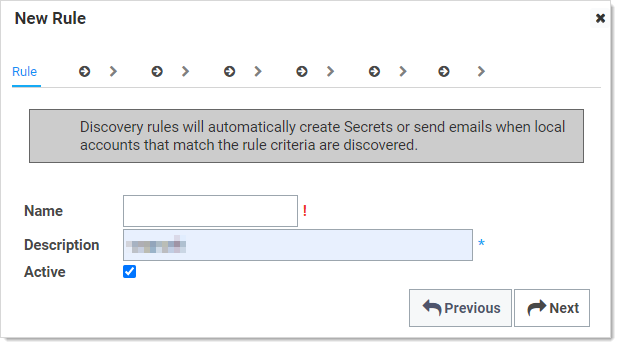 New Rule
Rule
Discovery rules will automatically create Secrets or send emails when local
accounts that match the rule criteria are discovered.
Name !
Description *
Active
Previous Next